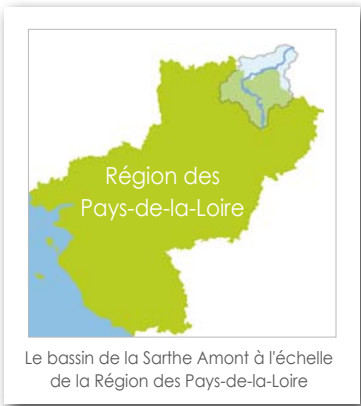 Région des
Pays-de-la-Loire
Le bassin de la Sarthe Amont à l'échelle
de la Région des Pays-de-la-Loire